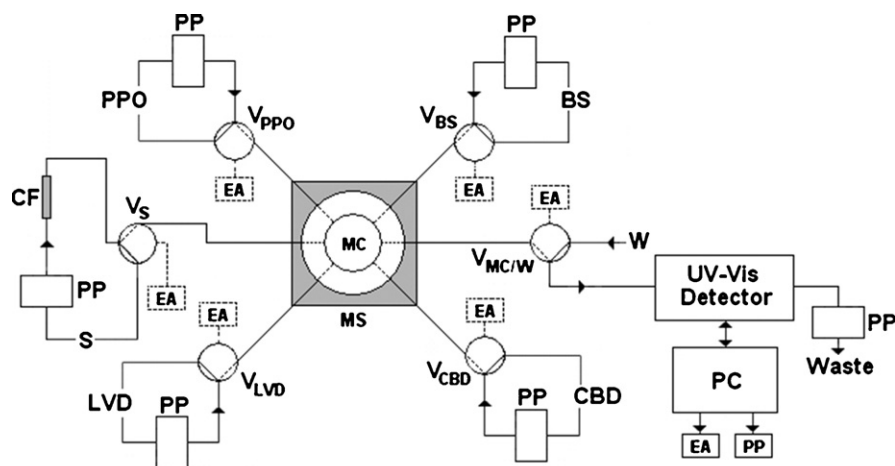 PP
PP
PPO
BS
V_PPO
V_BS
EA
EA
EA
CF
V_S
MC
W
V_MC/W
UV-Vis
Detector
PP
EA
EA
MS
EA
PP
S
Waste
V_LVD
V_CBD
PC
LVD
PP
PP
CBD
EA
PP